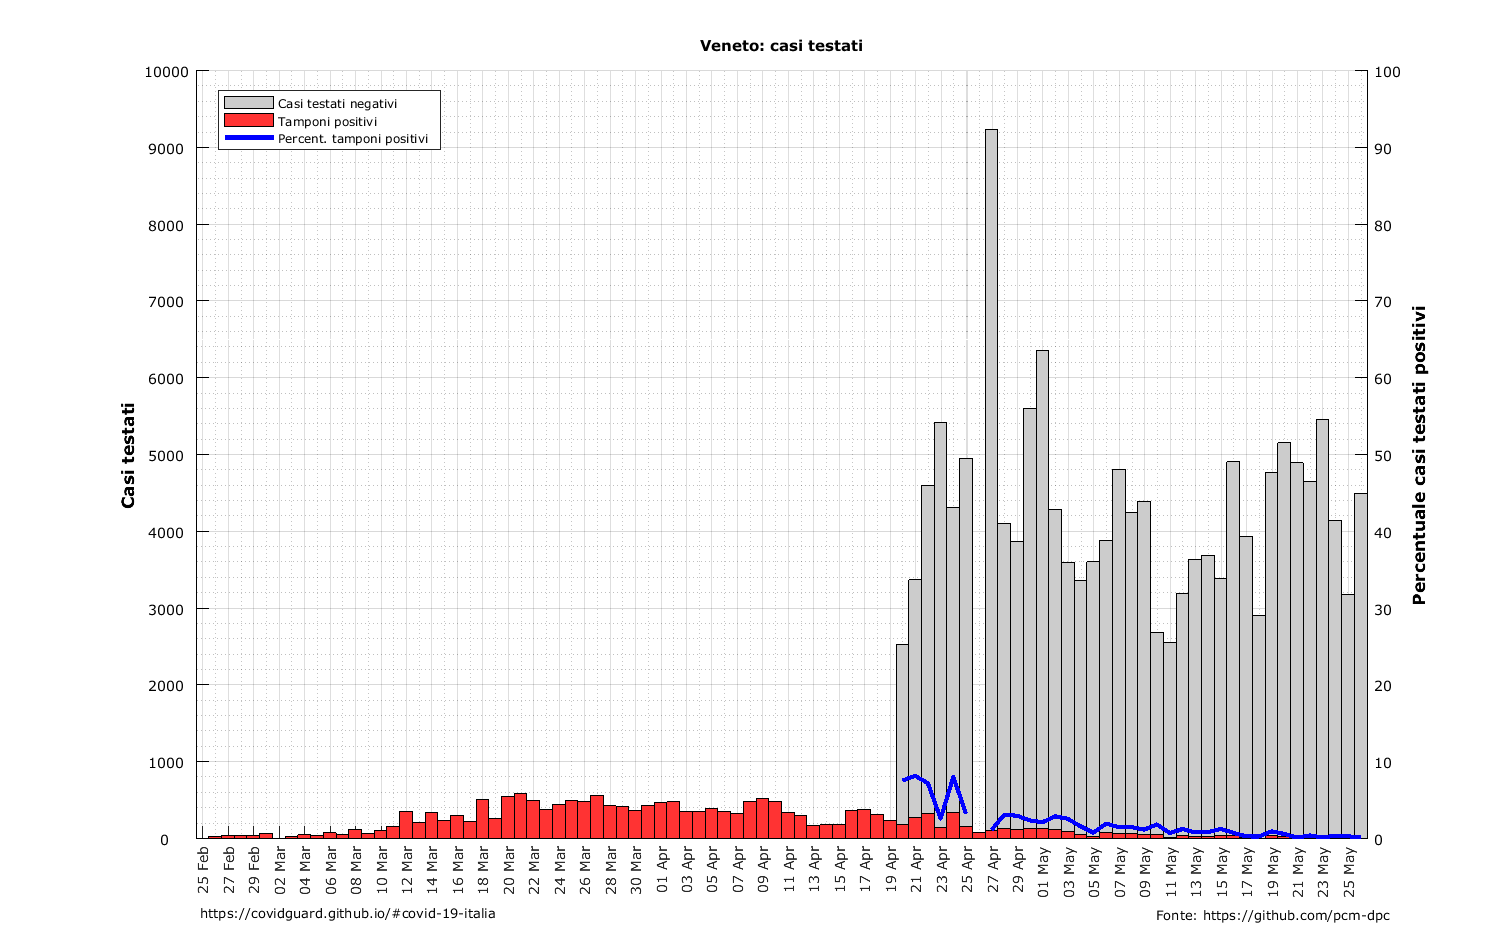 Veneto: casi testati
Casi testati negativi
Tamponi positivi
Percent. tamponi positivi
Casi testati
10000
9000
8000
7000
6000
5000
4000
3000
2000
1000
0
100
90
80
70
60
50
40
30
20
10
0
Percentuale casi testati positivi
25 Feb
27 Feb
29 Feb
02 Mar
04 Mar
06 Mar
08 Mar
10 Mar
12 Mar
14 Mar
16 Mar
18 Mar
20 Mar
22 Mar
24 Mar
26 Mar
28 Mar
30 Mar
01 Apr
03 Apr
05 Apr
07 Apr
09 Apr
11 Apr
13 Apr
15 Apr
17 Apr
19 Apr
21 Apr
23 Apr
25 Apr
27 Apr
29 Apr
01 May
03 May
05 May
07 May
09 May
11 May
13 May
15 May
17 May
19 May
21 May
23 May
25 May
https://covidguard.github.io/#covid-19-italia
Fonte: https://github.com/pcm-dpc